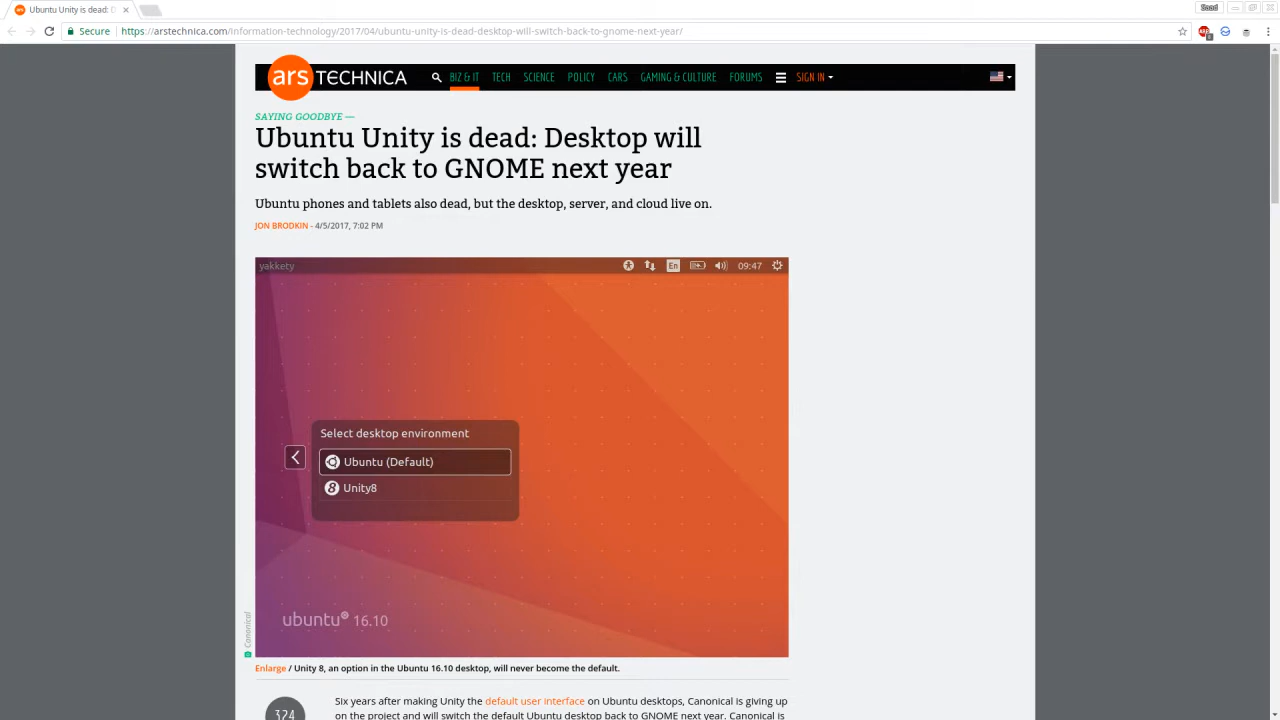 Ubuntu Unity is dead: D
Secure
https://arstechnica.com/information-technology/2017/04/ubuntu-unity-is-dead-desktop-will-switch-back-to-gnome-next-year/
ars TECHNICA
BIZ & IT TECH SCIENCE POLICY CARS GAMING & CULTURE FORUMS SIGN IN
SAYING GOODBYE —
Ubuntu Unity is dead: Desktop will
switch back to GNOME next year
Ubuntu phones and tablets also dead, but the desktop, server, and cloud live on.
JON BRODKIN - 4/5/2017, 7:02 PM
yakkety En 09:47
Select desktop environment
Ubuntu (Default)
Unity8
ubuntu® 16.10
Canonical
Enlarge / Unity 8, an option in the Ubuntu 16.10 desktop, will never become the default.
324
Six years after making Unity the default user interface on Ubuntu desktops, Canonical is giving up
on the project and will switch the default Ubuntu desktop back to GNOME next year. Canonical is